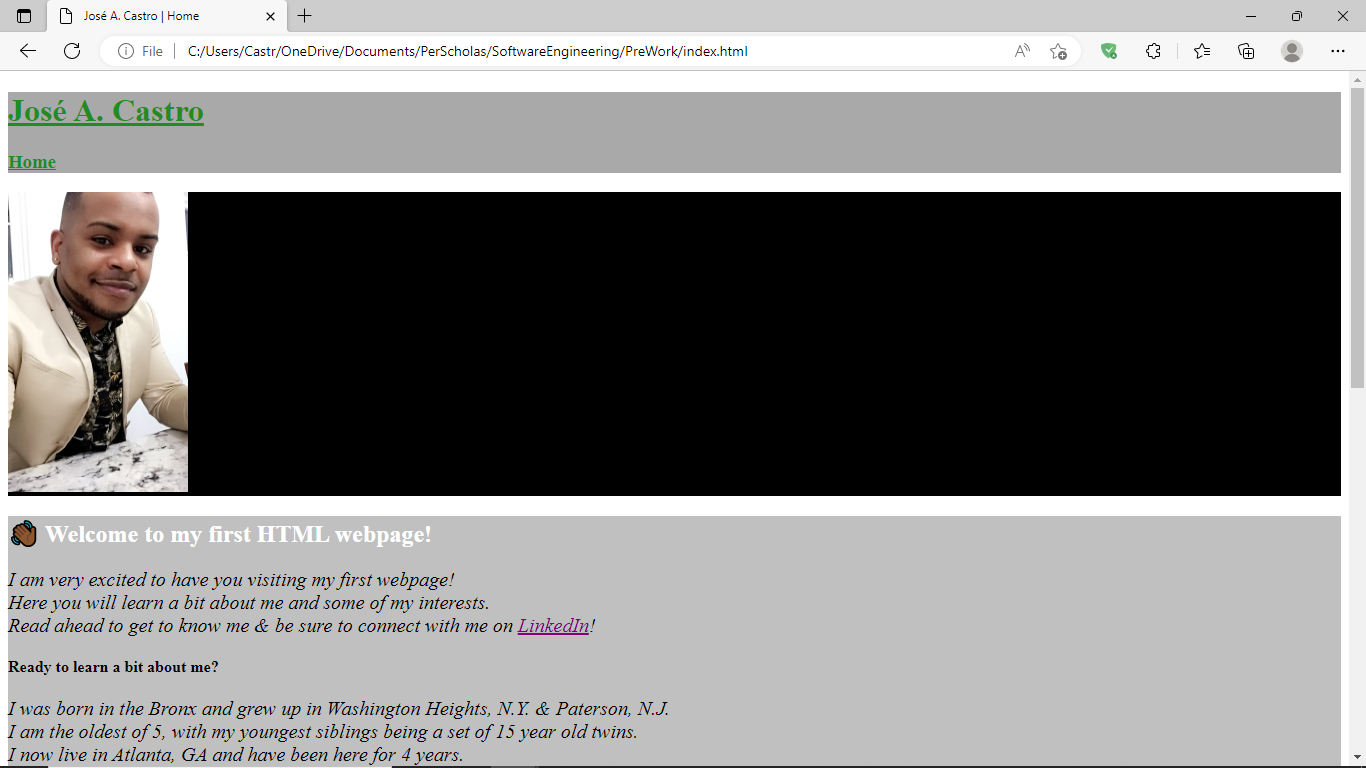 José A. Castro | Home
File
C:/Users/Castr/OneDrive/Documents/PerScholas/SoftwareEngineering/PreWork/index.html
José A. Castro
Home
👋🏾 Welcome to my first HTML webpage!
I am very excited to have you visiting my first webpage!
Here you will learn a bit about me and some of my interests.
Read ahead to get to know me & be sure to connect with me on LinkedIn!
Ready to learn a bit about me?
I was born in the Bronx and grew up in Washington Heights, N.Y. & Paterson, N.J.
I am the oldest of 5, with my youngest siblings being a set of 15 year old twins.
I now live in Atlanta, GA and have been here for 4 years.